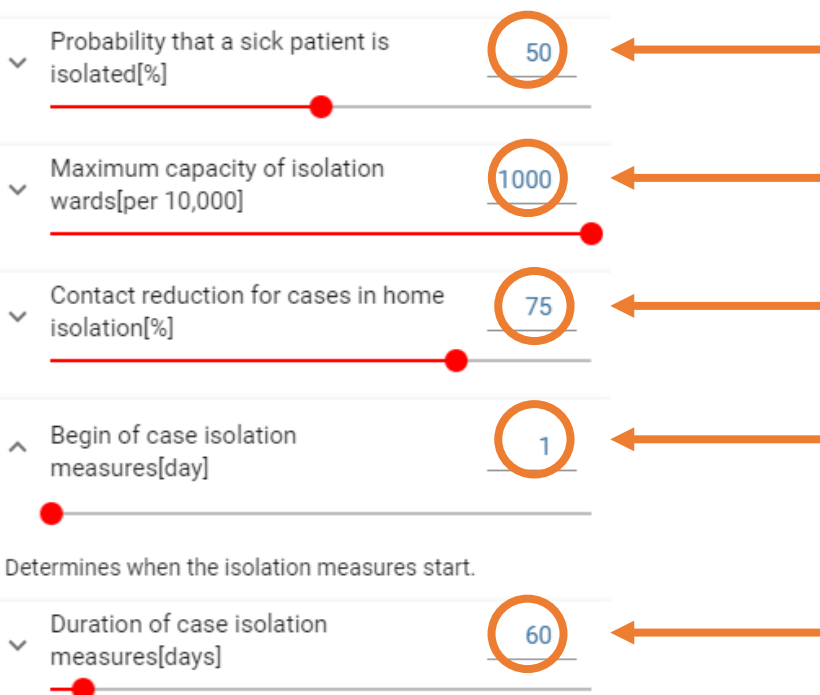 Probability that a sick patient is
isolated[%]
50
Maximum capacity of isolation
wards[per 10,000]
1000
Contact reduction for cases in home
isolation[%]
75
Begin of case isolation
measures[day]
1
Determines when the isolation measures start.
Duration of case isolation
measures[days]
60